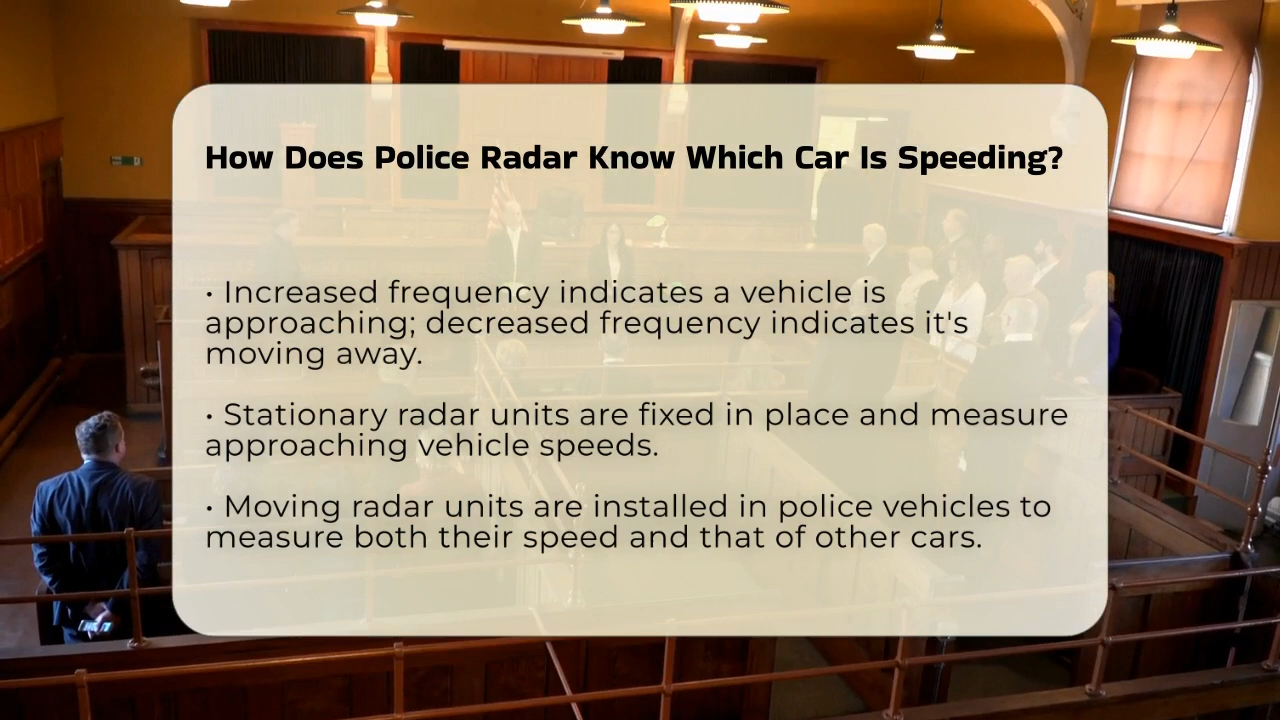 How Does Police Radar Know Which Car Is Speeding?
• Increased frequency indicates a vehicle is
approaching; decreased frequency indicates it's
moving away.
• Stationary radar units are fixed in place and measure
approaching vehicle speeds.
• Moving radar units are installed in police vehicles to
measure both their speed and that of other cars.